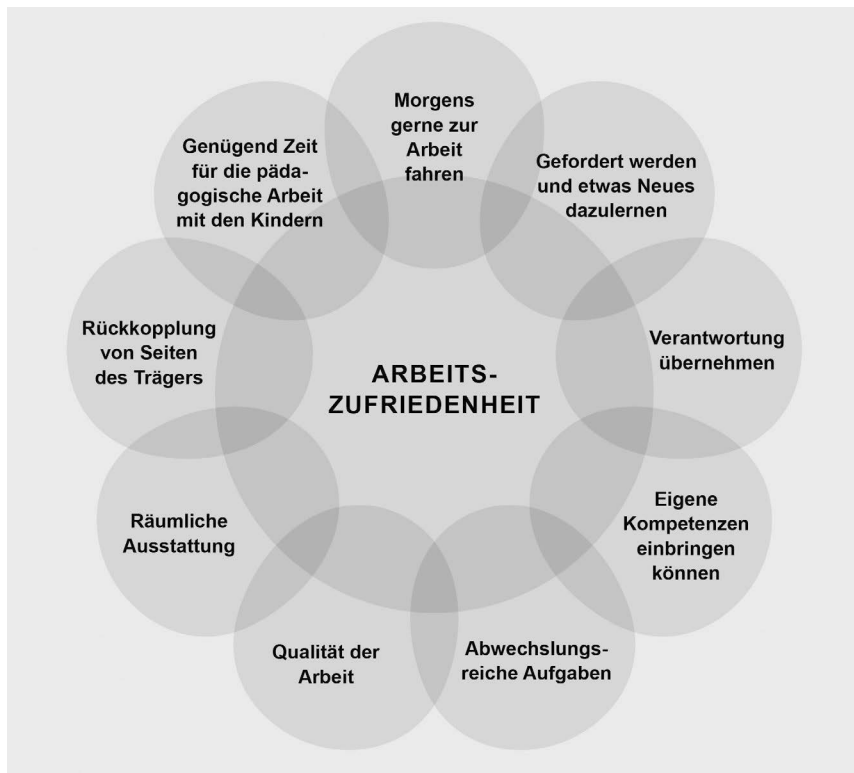 Morgens
gerne zur
Arbeit
fahren
Gefordert werden
und etwas Neues
dazulernen
Verantwortung
übernehmen
Eigene
Kompetenzen
einbringen
können
Abwechslungs-
reiche Aufgaben
Qualität der
Arbeit
Räumliche
Ausstattung
Rückkopplung
von Seiten
des Trägers
Genügend Zeit
für die päda-
gogische Arbeit
mit den Kindern
ARBEITS-
ZUFRIEDENHEIT